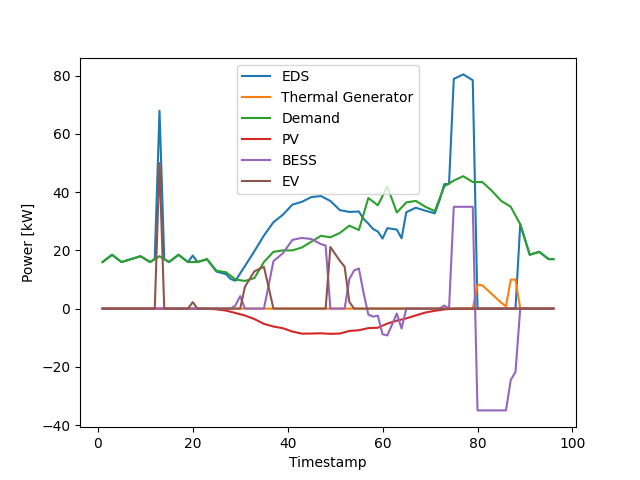 80
60
40
20
0
−20
−40
Power [kW]
EDS
Thermal Generator
Demand
PV
BESS
EV
0 20 40 60 80 100
Timestamp